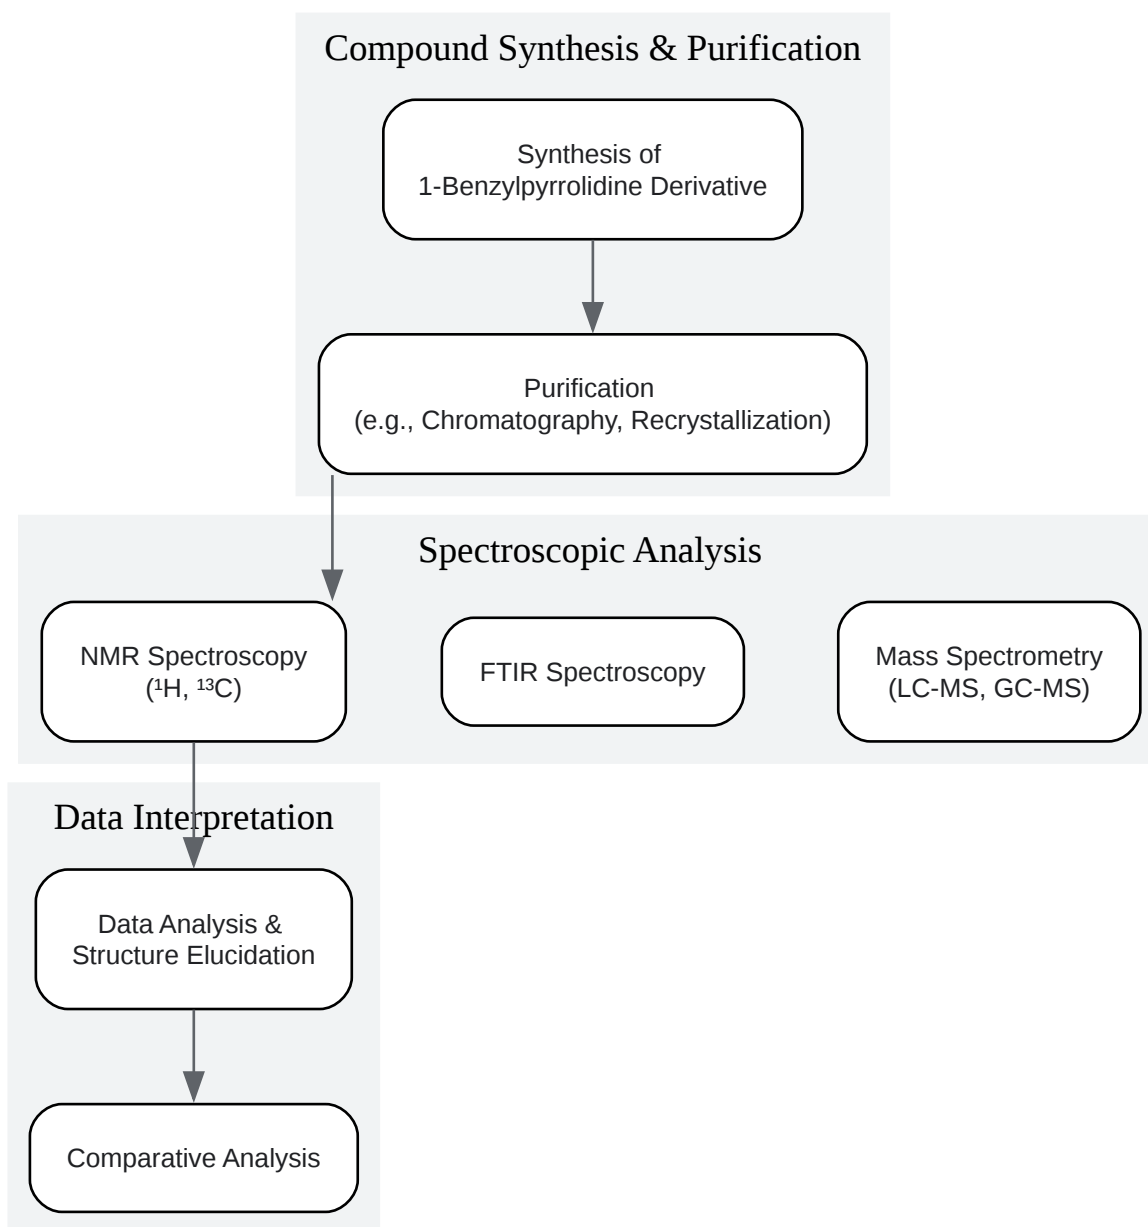 Compound Synthesis & Purification
Synthesis of
1-Benzylpyrrolidine Derivative
Purification
(e.g., Chromatography, Recrystallization)
Spectroscopic Analysis
NMR Spectroscopy
(¹H, ¹³C)
FTIR Spectroscopy
Mass Spectrometry
(LC-MS, GC-MS)
Data Interpretation
Data Analysis &
Structure Elucidation
Comparative Analysis